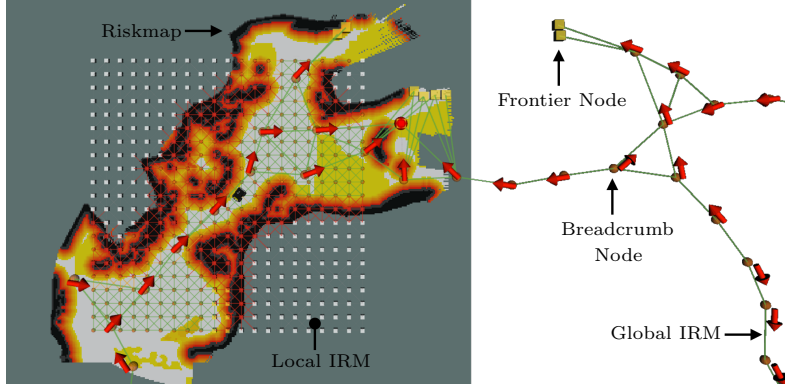 Riskmap
Frontier Node
Breadcrumb
Node
Global IRM
Local IRM